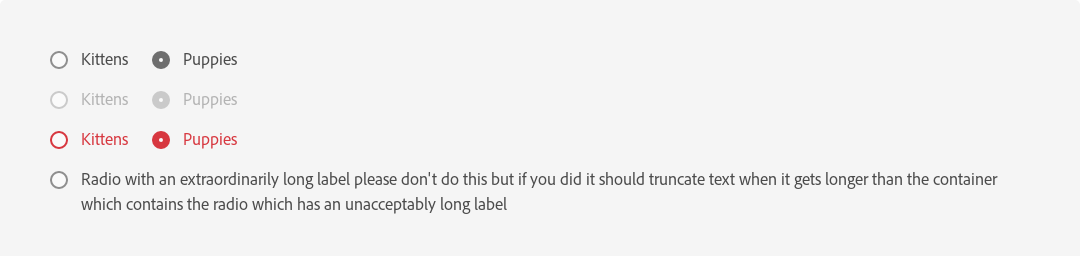 Kittens Puppies
Kittens Puppies
Kittens Puppies
Radio with an extraordinarily long label please don't do this but if you did it should truncate text when it gets longer than the container
which contains the radio which has an unacceptably long label